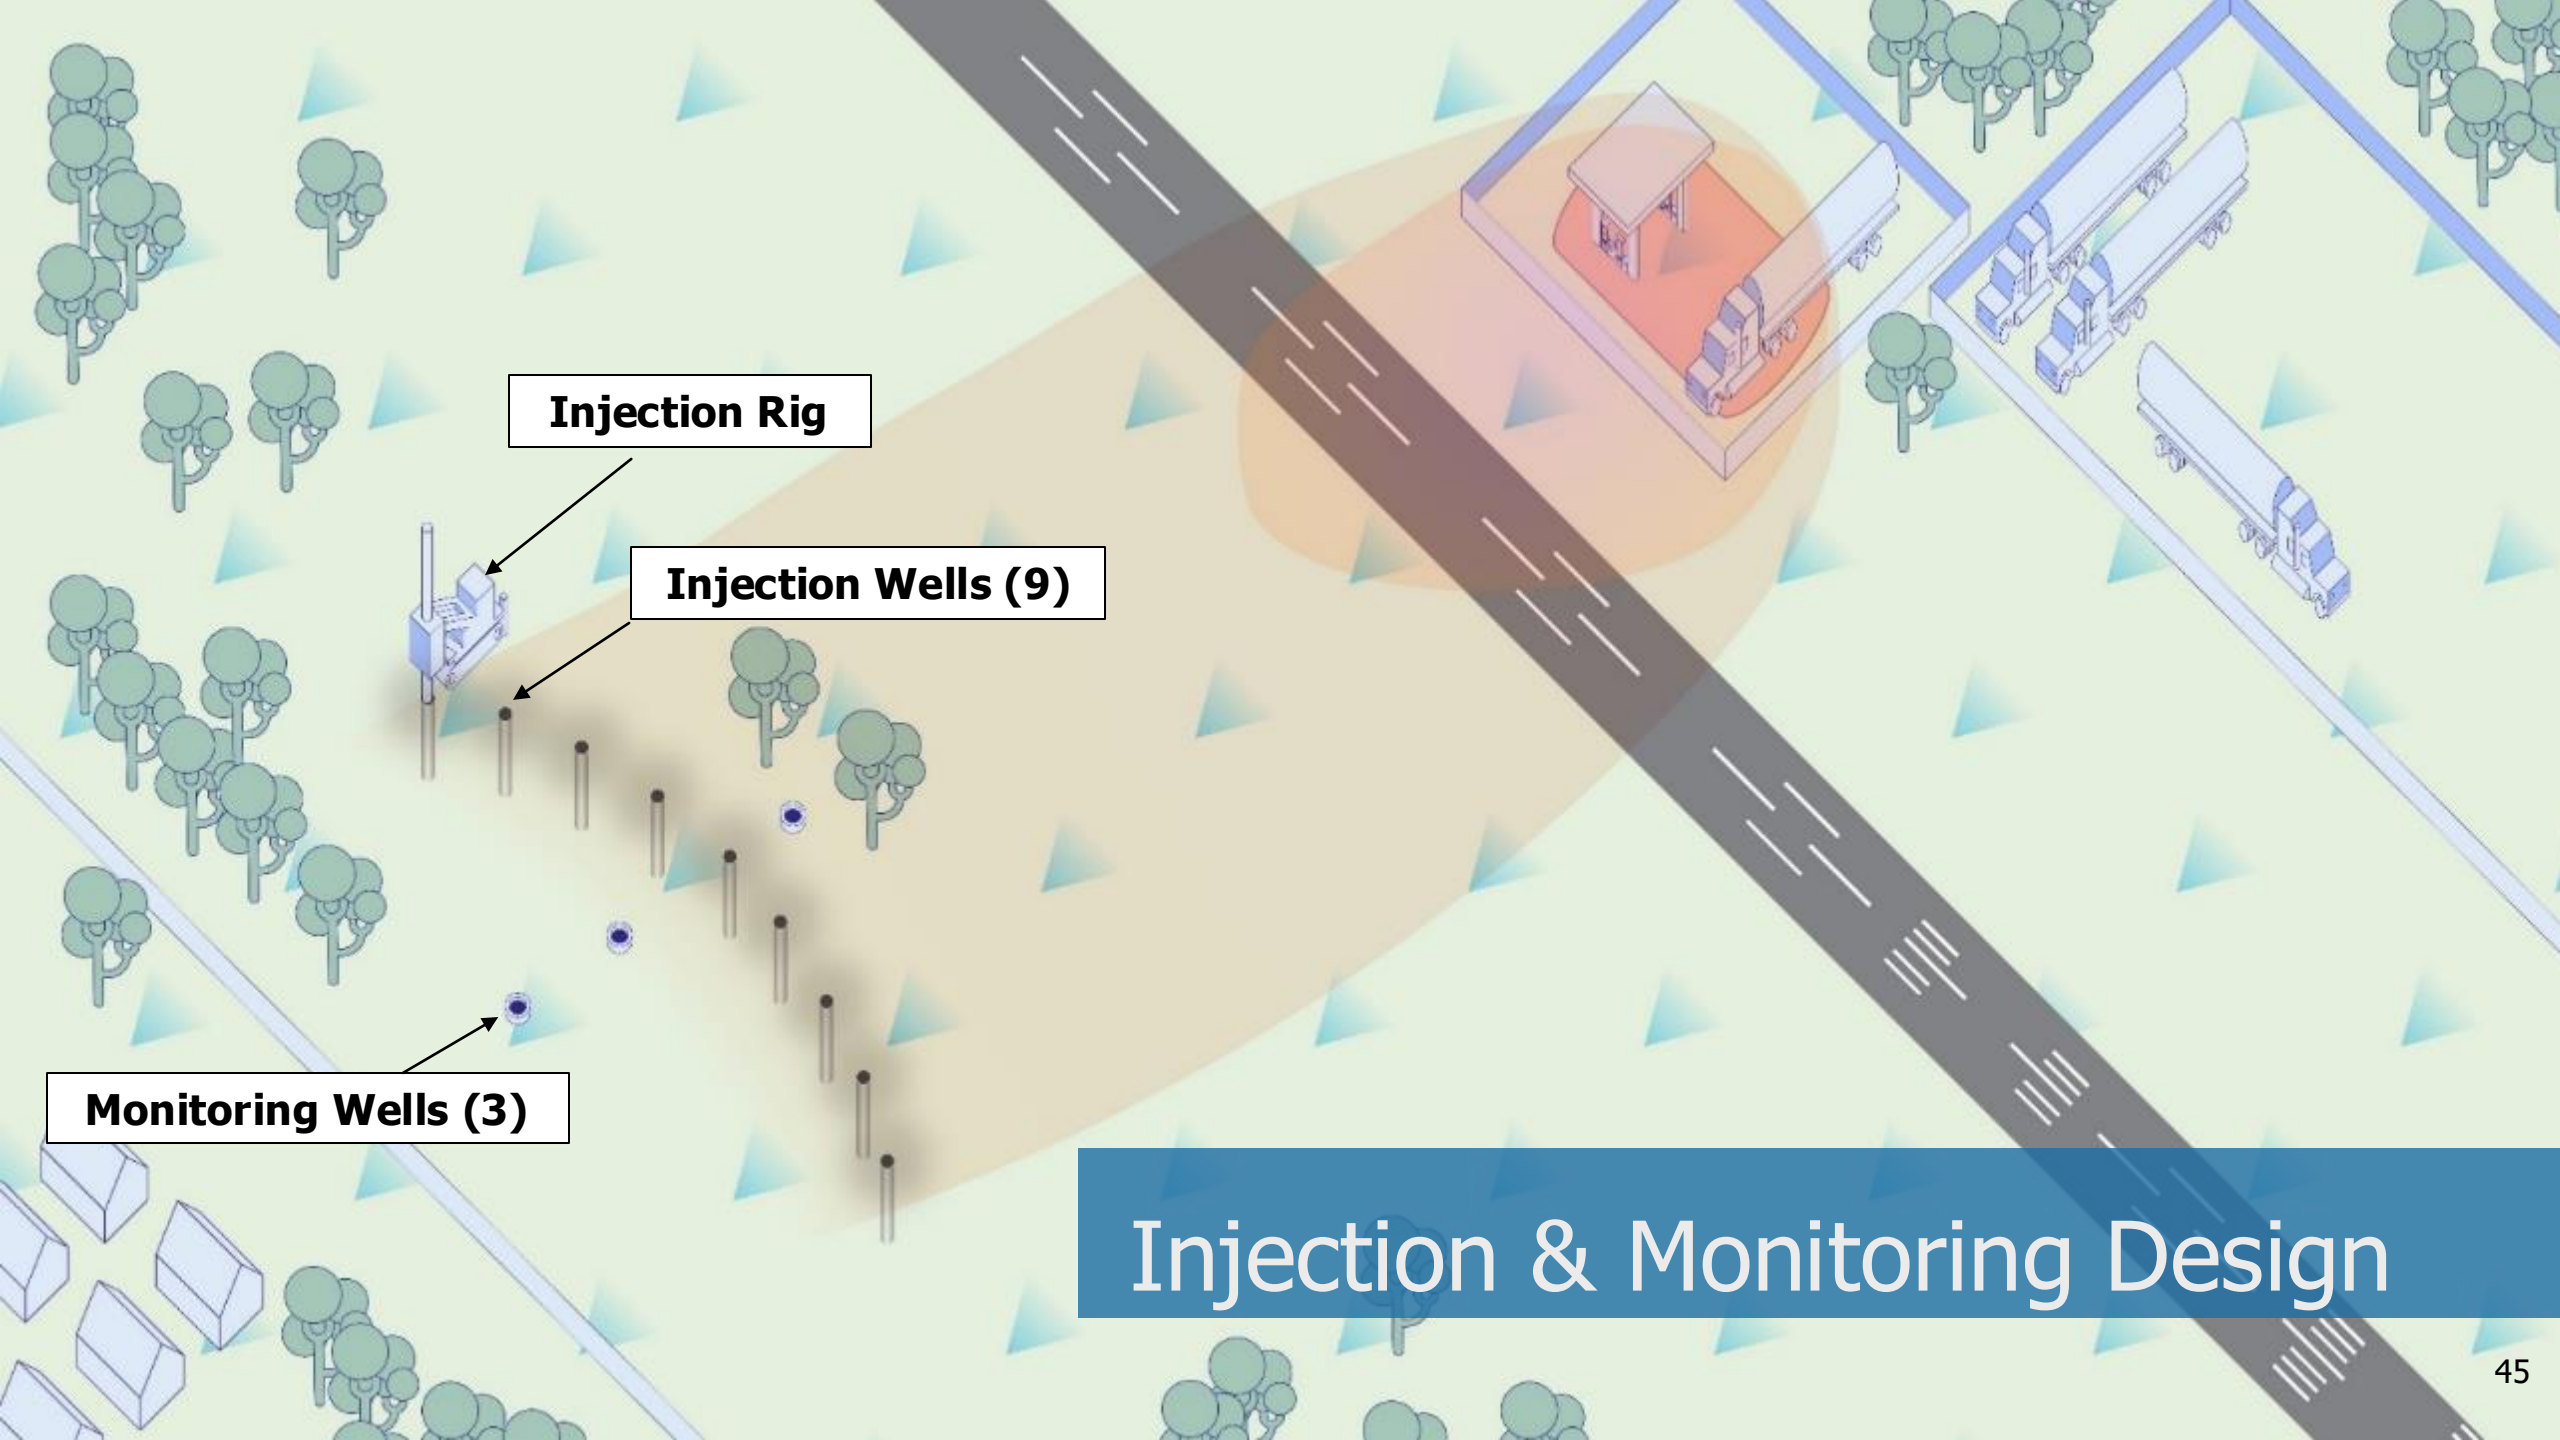 Injection Rig
Injection Wells (9)
Monitoring Wells (3)
Injection & Monitoring Design
45